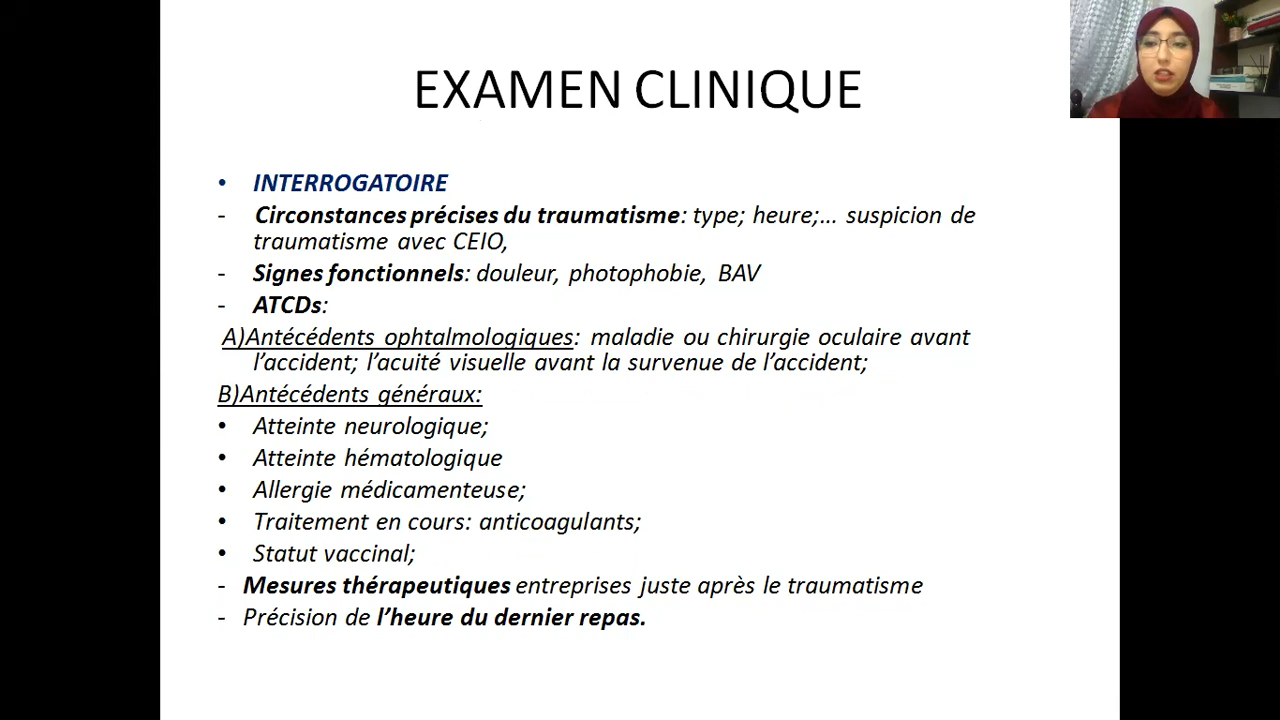 EXAMEN CLINIQUE
• INTERROGATOIRE
- Circonstances précises du traumatisme: type; heure;... suspicion de
traumatisme avec CEIO,
- Signes fonctionnels: douleur, photophobie, BAV
- ATCDs:
A)Antécédents ophtalmologiques: maladie ou chirurgie oculaire avant
l’accident; l’acuité visuelle avant la survenue de l’accident;
B)Antécédents généraux:
• Atteinte neurologique;
• Atteinte hématologique
• Allergie médicamenteuse;
• Traitement en cours: anticoagulants;
• Statut vaccinal;
- Mesures thérapeutiques entreprises juste après le traumatisme
- Précision de l’heure du dernier repas.